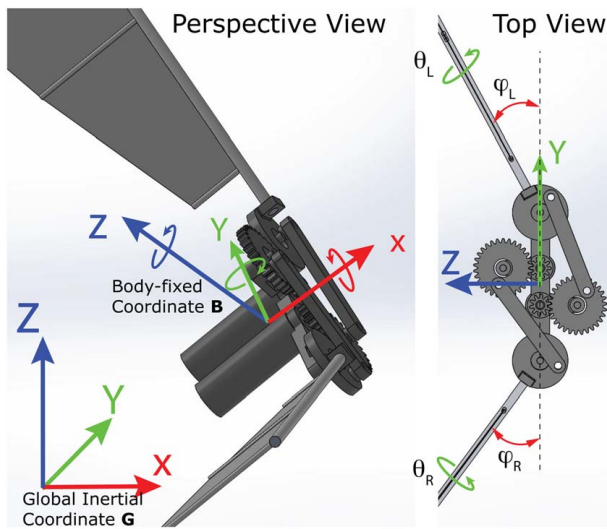 Perspective View
Z
Y
x
Body-fixed
Coordinate B
Z
Y
x
Global Inertial
Coordinate G
Top View
θL
φL
Y
Z
θR
φR